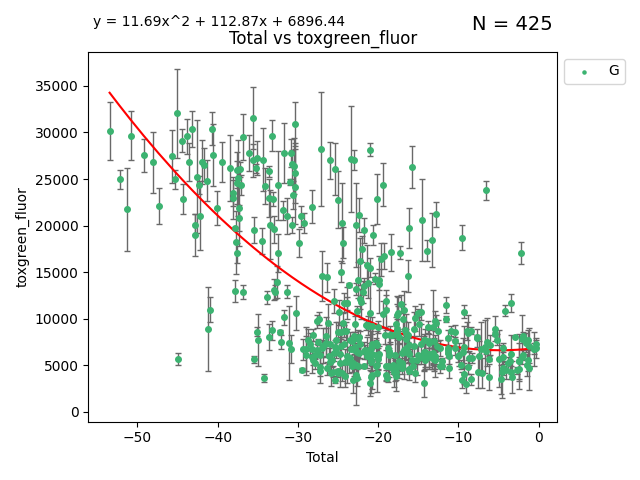 y = 11.69x^2 + 112.87x + 6896.44
N = 425
Total vs toxgreen_fluor
G
toxgreen_fluor
35000
30000
25000
20000
15000
10000
5000
0
−50 −40 −30 −20 −10 0
Total